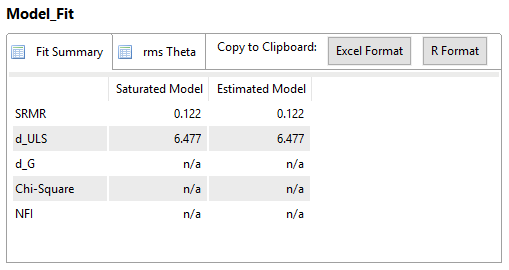 Model_Fit
Fit Summary rms Theta Copy to Clipboard: Excel Format R Format
Saturated Model Estimated Model
SRMR 0.122 0.122
d_ULS 6.477 6.477
d_G n/a n/a
Chi-Square n/a n/a
NFI n/a n/a